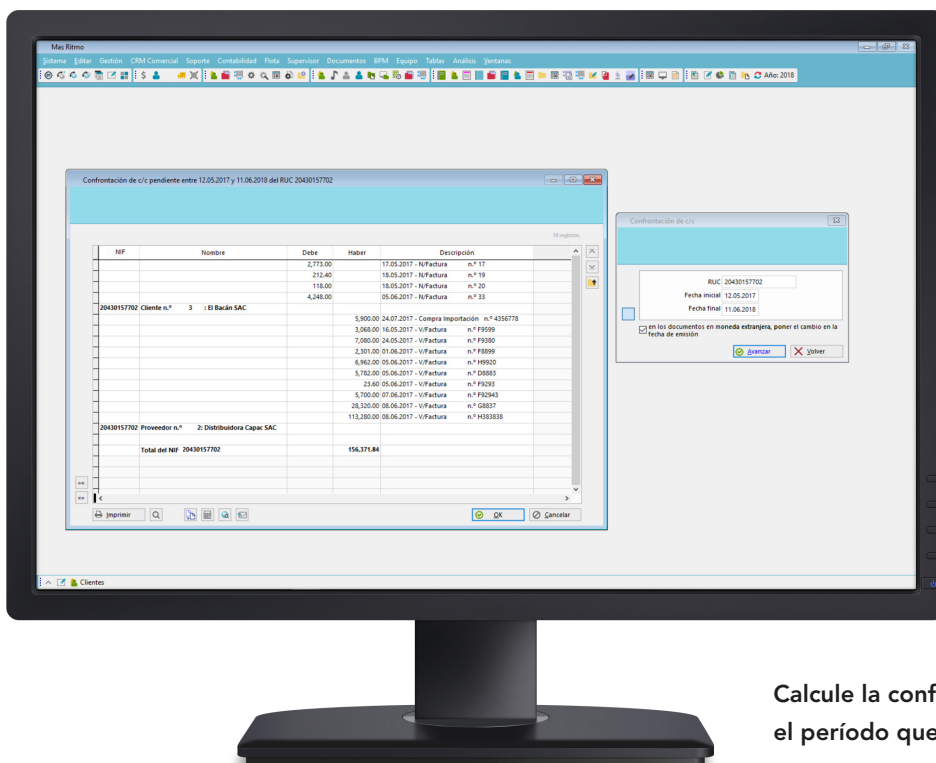 Mas Ritmo
Sistema Editar Gestión CRM Comercial Soporte Contabilidad Flota Supervisor Documentos BPM Equipo Tablas Análisis Ventanas
Año: 2018
Confrontación de c/c pendiente entre 12.05.2017 y 11.06.2018 del RUC 20430157702
19 registros
NIF Nombre Debe Haber Descripción
2,773.00 17.05.2017 - N/Factura n.º 17
212.40 18.05.2017 - N/Factura n.º 19
118.00 18.05.2017 - N/Factura n.º 20
4,248.00 05.06.2017 - N/Factura n.º 33
20430157702 Cliente n.º 3 : El Bacán SAC
5,900.00 24.07.2017 - Compra Importación n.º 4356778
3,068.00 16.05.2017 - V/Factura n.º F9599
7,080.00 24.05.2017 - V/Factura n.º F9380
2,301.00 01.06.2017 - V/Factura n.º F8899
6,962.00 05.06.2017 - V/Factura n.º H9920
5,782.00 05.06.2017 - V/Factura n.º D8883
23.60 05.06.2017 - V/Factura n.º F9293
5,700.00 07.06.2017 - V/Factura n.º F92943
28,320.00 08.06.2017 - V/Factura n.º G8837
113,280.00 08.06.2017 - V/Factura n.º H383838
20430157702 Proveedor n.º 2: Distribuidora Capac SAC
Total del NIF 20430157702 156,371.84
Imprimir OK Cancelar
Confrontación de c/c
RUC 20430157702
Fecha inicial 12.05.2017
Fecha final 11.06.2018
en los documentos en moneda extranjera, poner el cambio en la
fecha de emisión
Avanzar Volver
Clientes
Calcule la conf
el período que